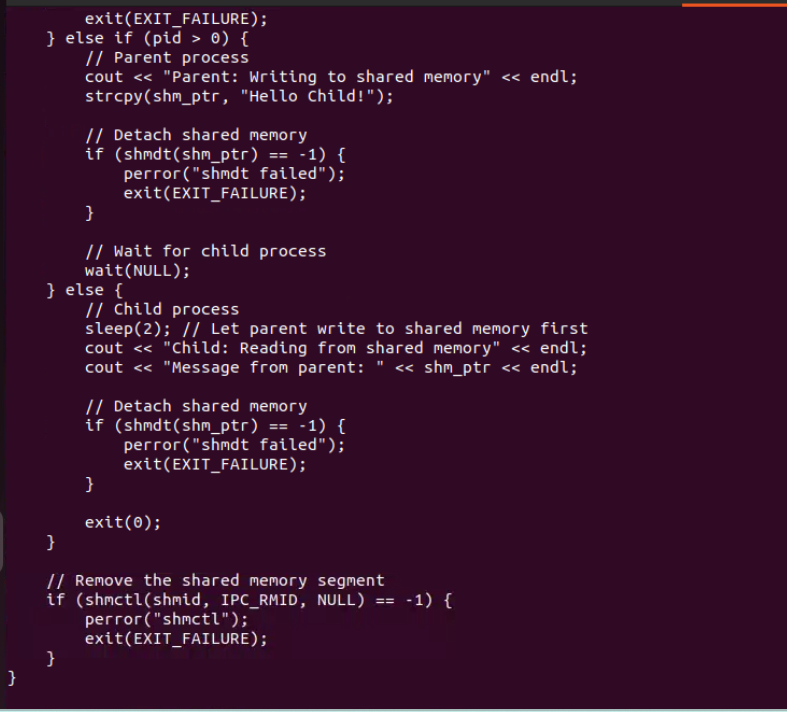 exit(EXIT_FAILURE);
    } else if (pid > 0) {
        // Parent process
        cout << "Parent: Writing to shared memory" << endl;
        strcpy(shm_ptr, "Hello Child!");

        // Detach shared memory
        if (shmdt(shm_ptr) == -1) {
            perror("shmdt failed");
            exit(EXIT_FAILURE);
        }

        // Wait for child process
        wait(NULL);
    } else {
        // Child process
        sleep(2); // Let parent write to shared memory first
        cout << "Child: Reading from shared memory" << endl;
        cout << "Message from parent: " << shm_ptr << endl;

        // Detach shared memory
        if (shmdt(shm_ptr) == -1) {
            perror("shmdt failed");
            exit(EXIT_FAILURE);
        }

        exit(0);
    }

    // Remove the shared memory segment
    if (shmctl(shmid, IPC_RMID, NULL) == -1) {
        perror("shmctl");
        exit(EXIT_FAILURE);
    }
}